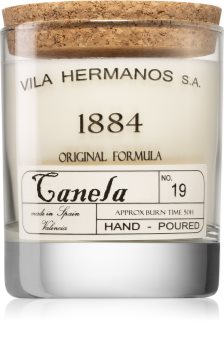 VILA HERMANOS S.A.
1884
ORIGINAL FORMULA
Canela
NO.
19
made in Spain
Valencia
APPROX BURN TIME 50H
HAND - POURED